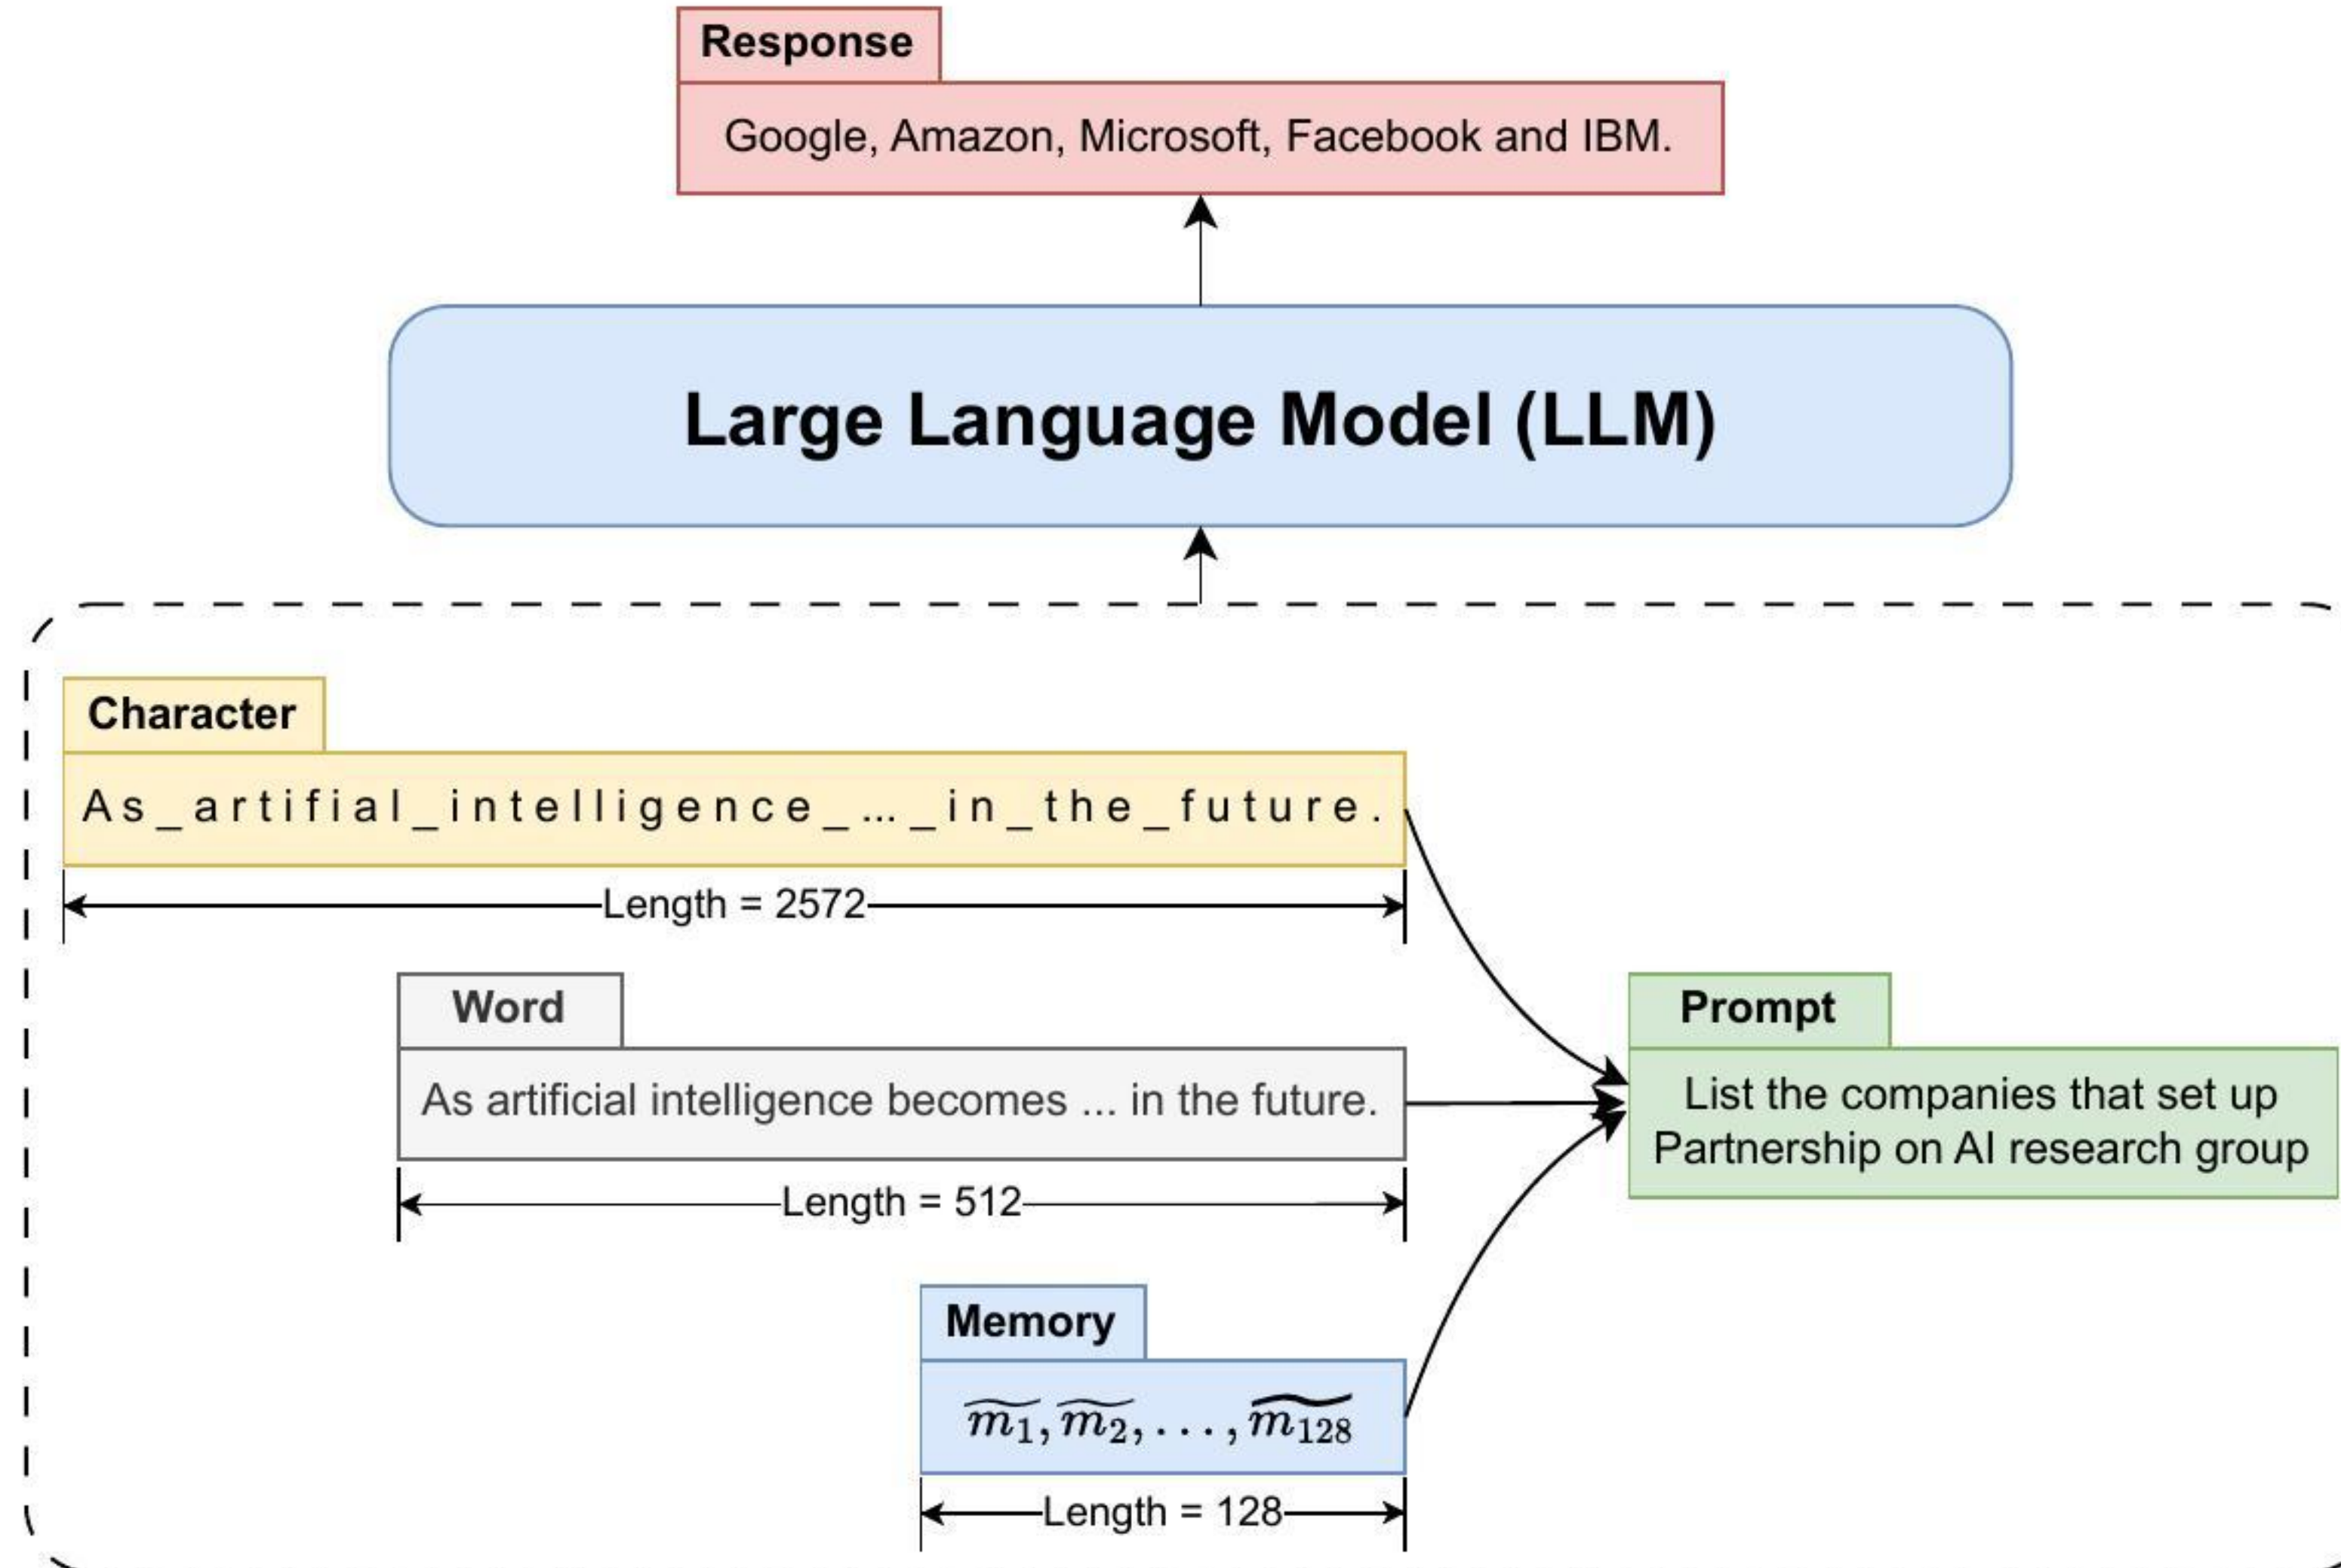 Response
Google, Amazon, Microsoft, Facebook and IBM.
Large Language Model (LLM)
Character
As_artifial_intelligence_..._in_the_future.
Length = 2572
Word
As artificial intelligence becomes ... in the future.
Length = 512
Prompt
List the companies that set up
Partnership on AI research group
Memory
m̃₁, m̃₂, . . . , m̃₁₂₈
Length = 128